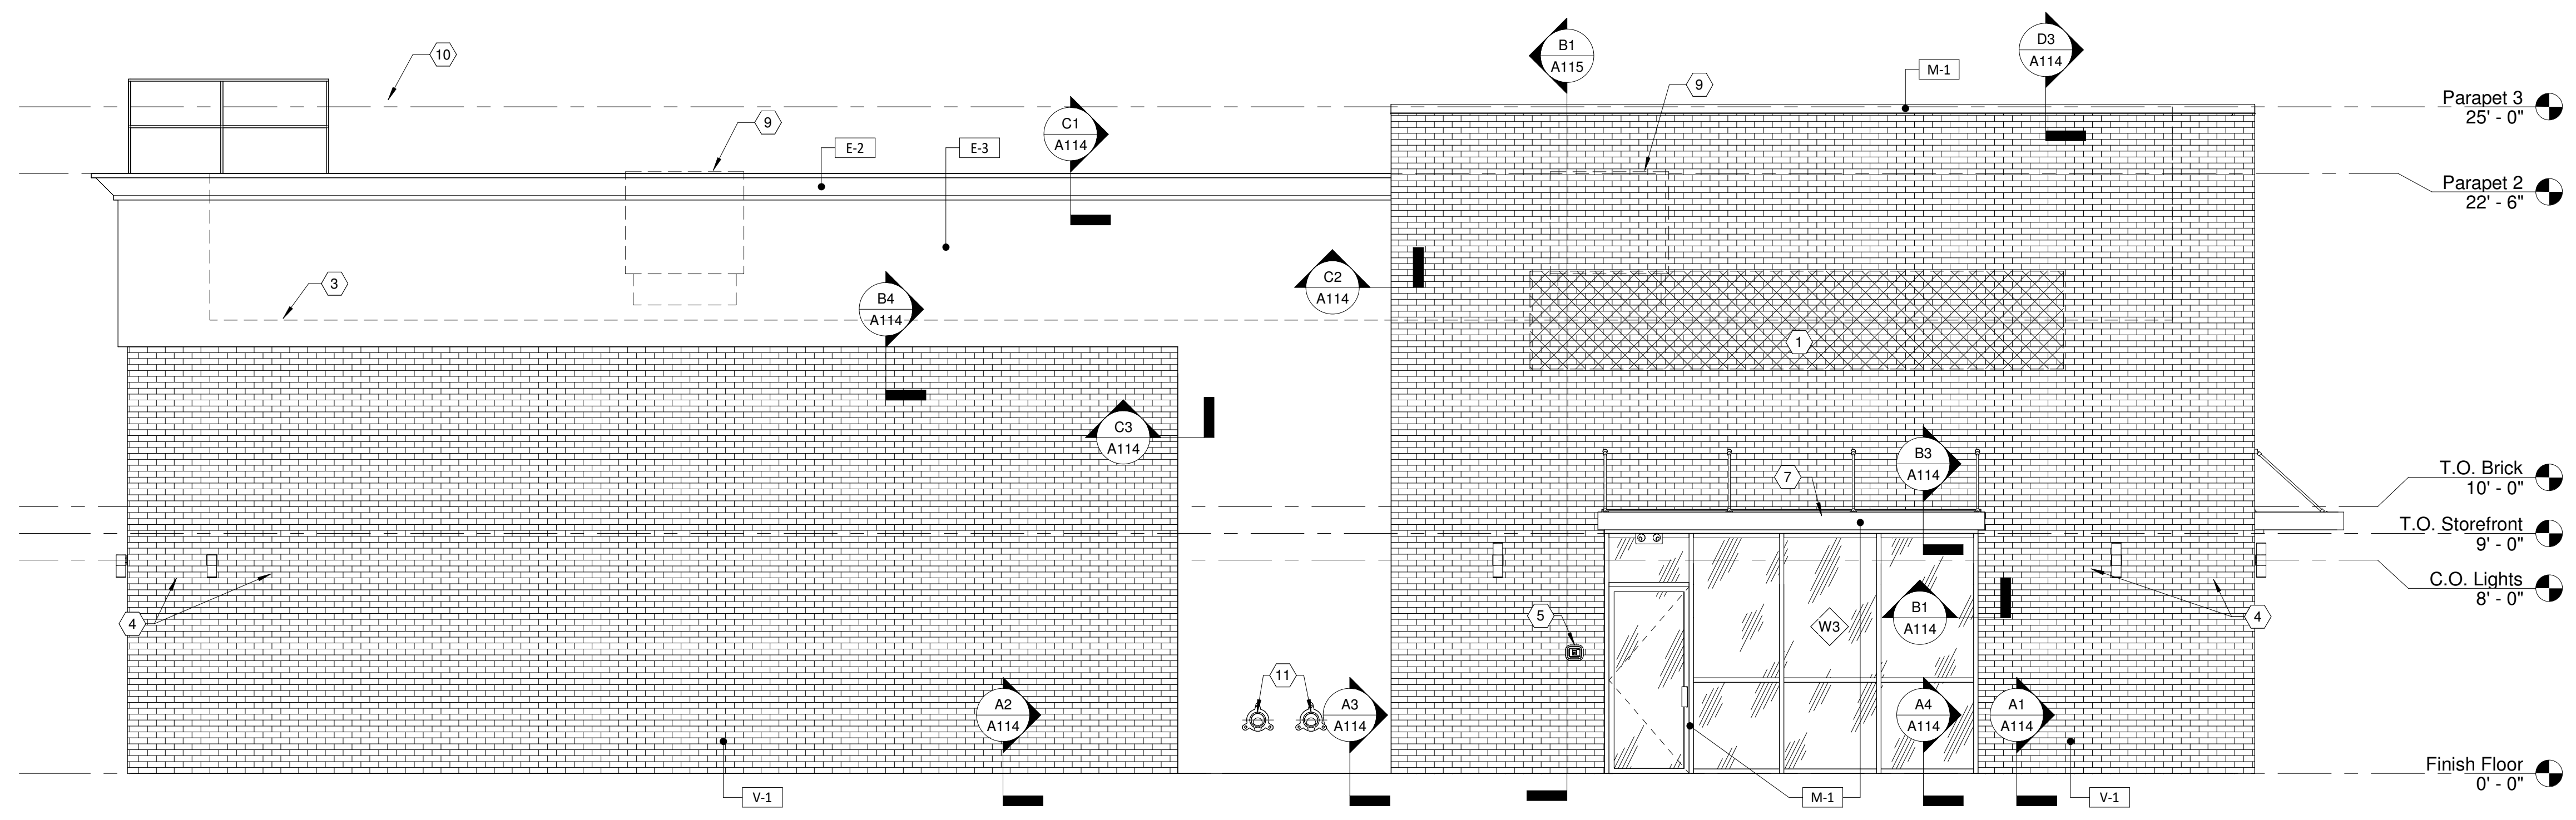 10
B1
A115
D3
A114
M-1
9
Parapet 3
25' - 0"
9
C1
A114
E-2
E-3
Parapet 2
22' - 6"
3
B4
A114
C2
A114
1
C3
A114
B3
A114
7
T.O. Brick
10' - 0"
T.O. Storefront
9' - 0"
C.O. Lights
8' - 0"
4
5
W3
B1
A114
4
11
A2
A114
A3
A114
A4
A114
A1
A114
Finish Floor
0' - 0"
V-1
M-1
V-1